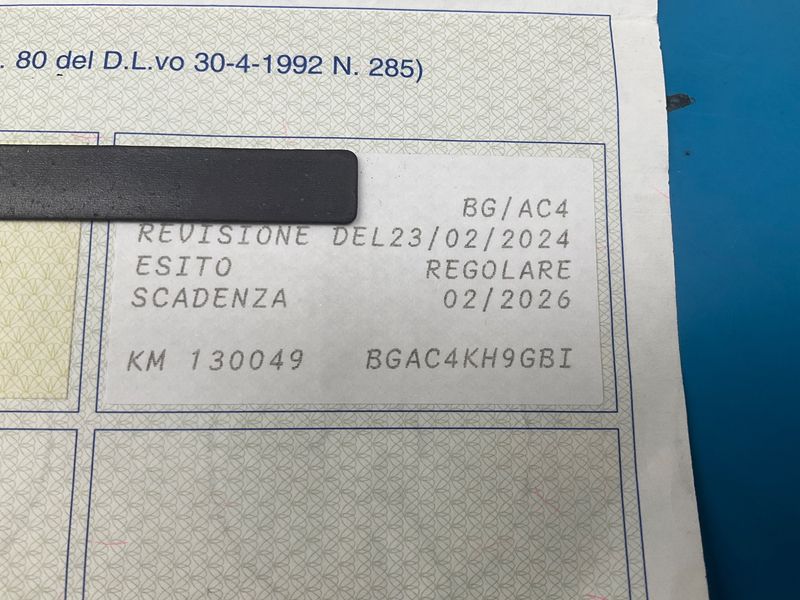 . 80 del D.L.vo 30-4-1992 N. 285)
BG/AC4
REVISIONE DEL23/02/2024
ESITO REGOLARE
SCADENZA 02/2026
KM 130049 BGAC4KH9GBI